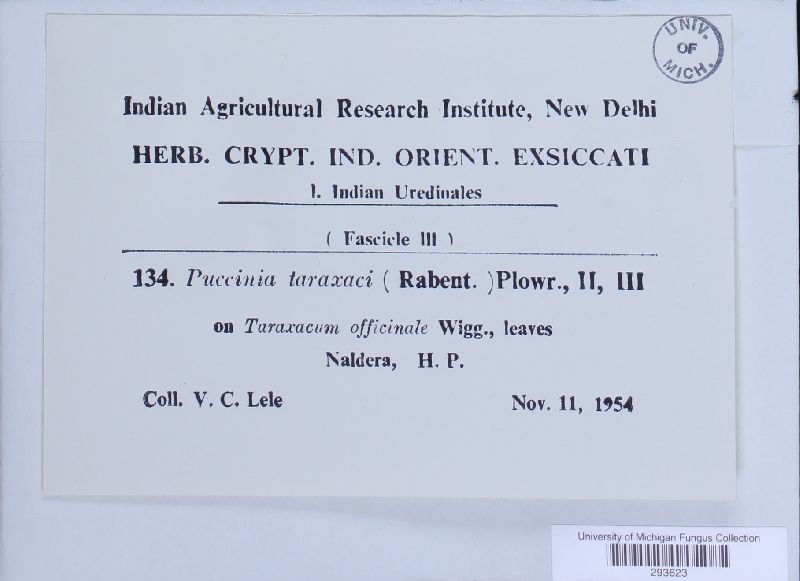 UNIV.
OF
MICH.
Indian Agricultural Research Institute, New Delhi
HERB. CRYPT. IND. ORIENT. EXSICCATI
1. Indian Uredinales
( Fascicle III )
134. Puccinia taraxaci ( Rabent. ) Plowr., II, III
on Taraxacum officinale Wigg., leaves
Naldera, H. P.
Coll. V. C. Lele Nov. 11, 1954
University of Michigan Fungus Collection
293623